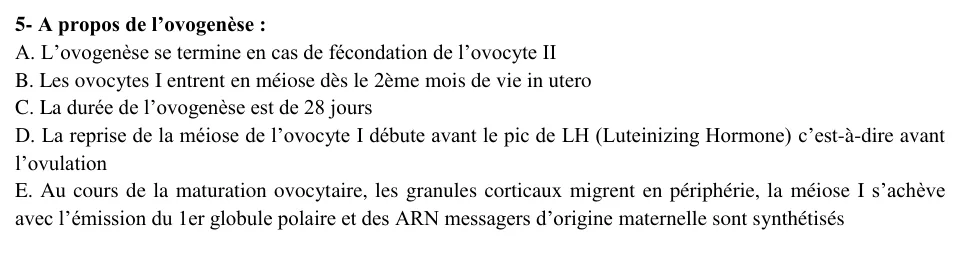 5- A propos de l'ovogenèse :
A. L'ovogenèse se termine en cas de fécondation de l'ovocyte II
B. Les ovocytes I entrent en méiose dès le 2ème mois de vie in utero
C. La durée de l'ovogenèse est de 28 jours
D. La reprise de la méiose de l'ovocyte I débute avant le pic de LH (Luteinizing Hormone) c'est-à-dire avant
l'ovulation
E. Au cours de la maturation ovocytaire, les granules corticaux migrent en périphérie, la méiose I s'achève
avec l'émission du 1er globule polaire et des ARN messagers d'origine maternelle sont synthétisés